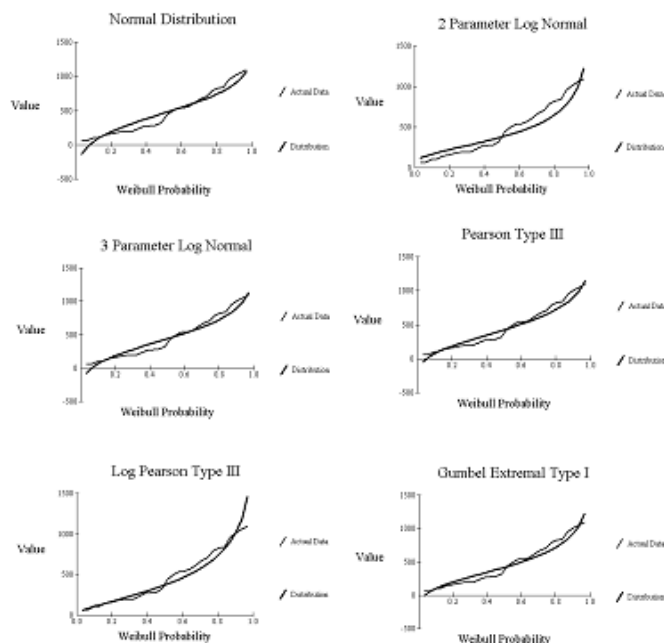 Normal Distribution
1500
1000
500
0
-500
0.2 0.4 0.6 0.8 1.0
Value
Weibull Probability
Actual Data
Distribution
2 Parameter Log Normal
1500
1000
500
0
0.0 0.2 0.4 0.6 0.8 1.0
Value
Weibull Probability
Actual Data
Distribution
3 Parameter Log Normal
1500
1000
500
0
-500
0.2 0.4 0.6 0.8 1.0
Value
Weibull Probability
Actual Data
Distribution
Pearson Type III
1500
1000
500
0
-500
0.2 0.4 0.6 0.8 1.0
Value
Weibull Probability
Actual Data
Distribution
Log Pearson Type III
1500
1000
500
0
0.0 0.2 0.4 0.6 0.8 1.0
Value
Weibull Probability
Actual Data
Distribution
Gumbel Extremal Type I
1500
1000
500
0
-500
0.2 0.4 0.6 0.8 1.0
Value
Weibull Probability
Actual Data
Distribution